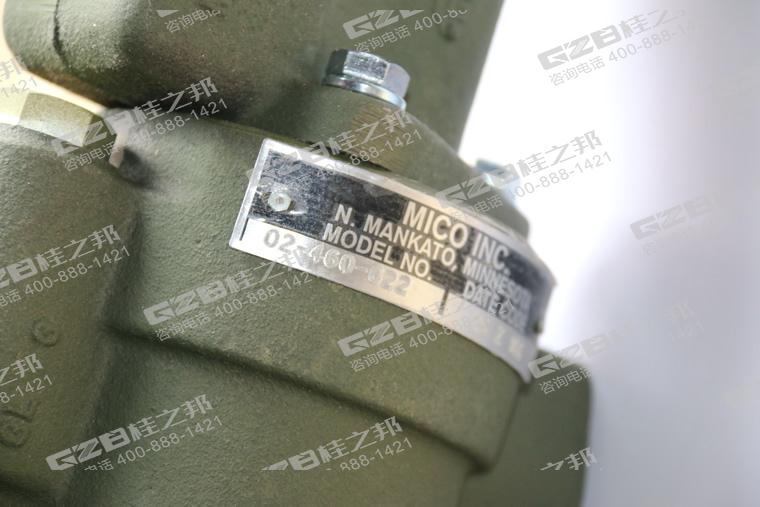 MICO INC.
N. MANKATO, MINNESOTA
MODEL NO. DATE
02-460-022
GZB桂之邦
咨询电话 400-888-1421